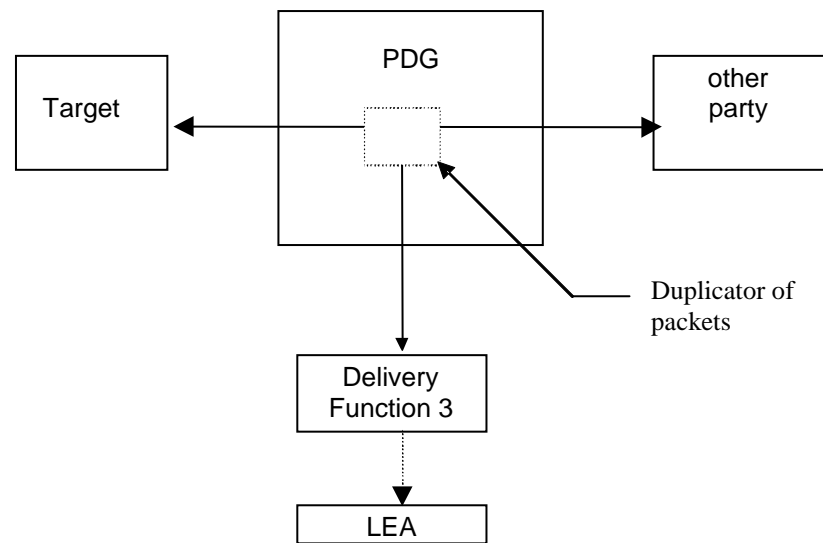 PDG
Target
other
party
Duplicator of
packets
Delivery
Function 3
LEA